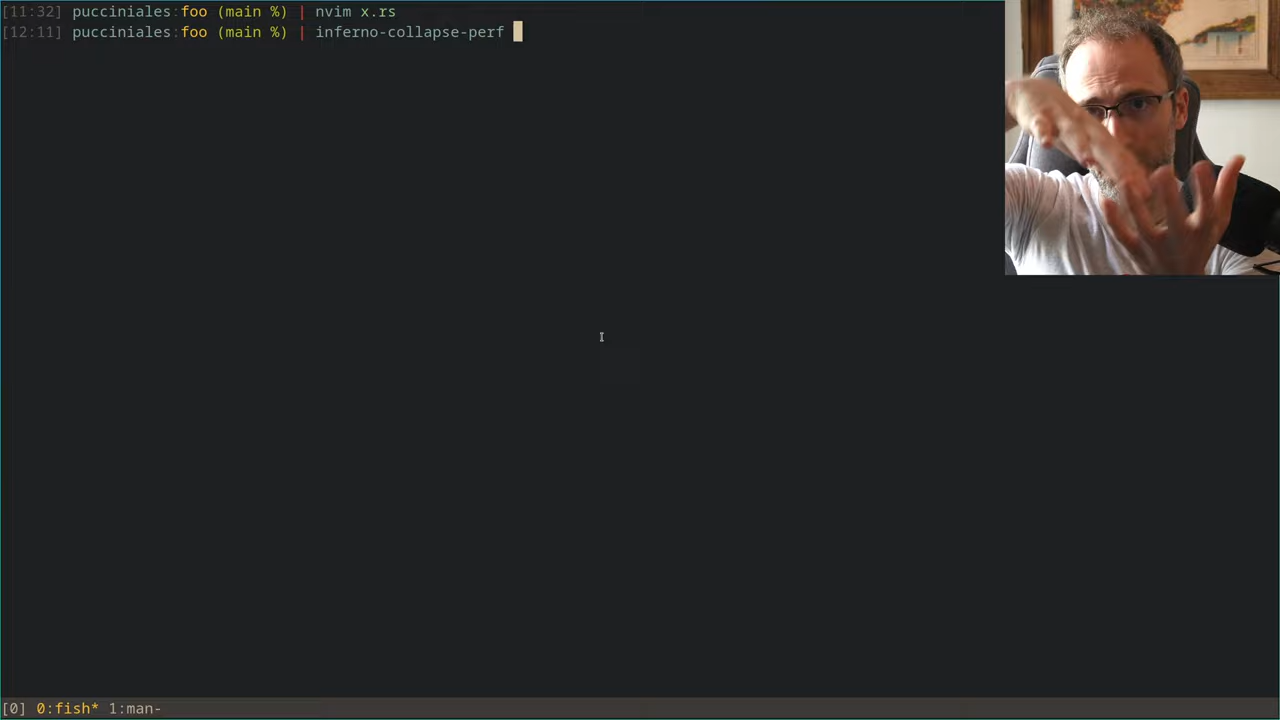 [11:32] pucciniales:foo (main %) | nvim x.rs
[12:11] pucciniales:foo (main %) | inferno-collapse-perf
[0] 0:fish* 1:man-